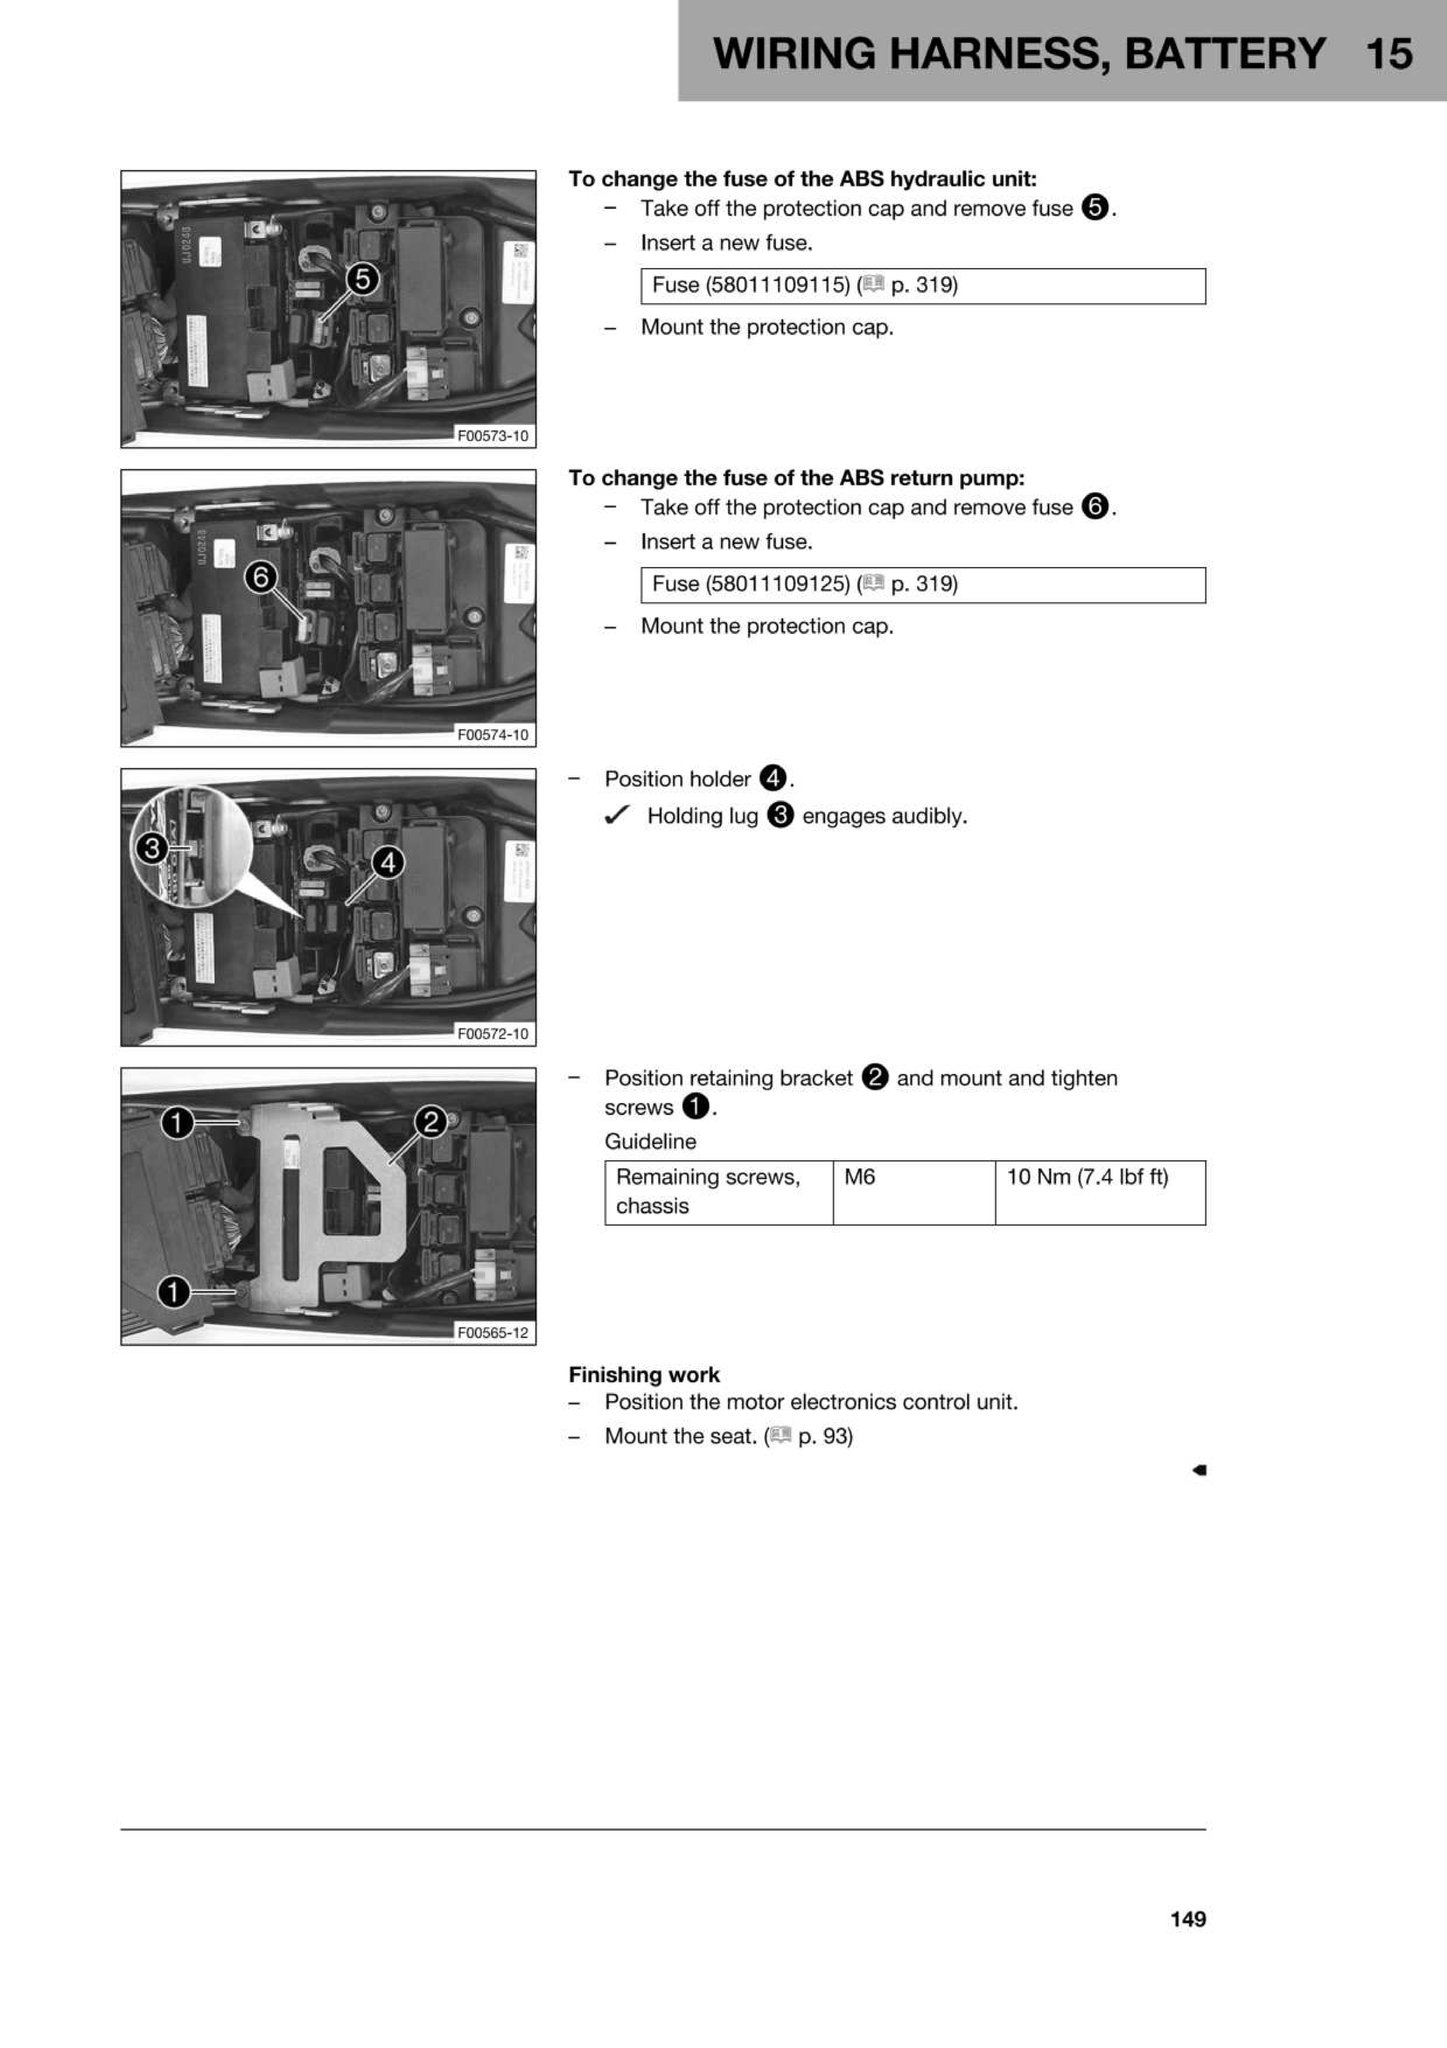 WIRING HARNESS, BATTERY 15
To change the fuse of the ABS hydraulic unit:
– Take off the protection cap and remove fuse 5.
– Insert a new fuse.
Fuse (58011109115) ( p. 319)
– Mount the protection cap.
UJ0248
5
F00573-10
To change the fuse of the ABS return pump:
– Take off the protection cap and remove fuse 6.
– Insert a new fuse.
Fuse (58011109125) ( p. 319)
– Mount the protection cap.
UJ0248
6
F00574-10
– Position holder 4.
✓ Holding lug 3 engages audibly.
3
4
F00572-10
– Position retaining bracket 2 and mount and tighten
screws 1.
Guideline
Remaining screws, M6 10 Nm (7.4 lbf ft)
chassis
1
2
1
F00565-12
Finishing work
– Position the motor electronics control unit.
– Mount the seat. ( p. 93)
149